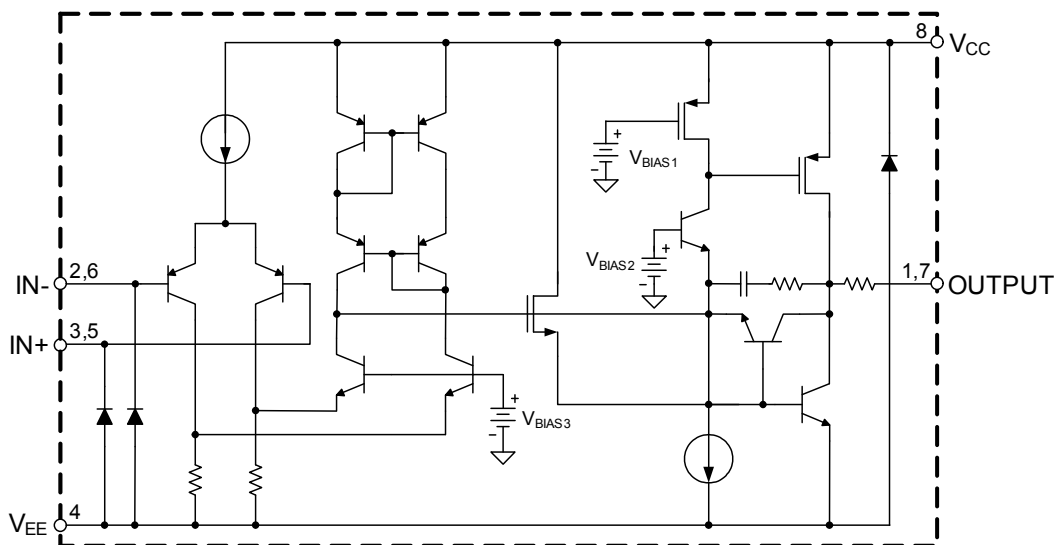 8 VCC
+
VBIAS1
-
+
VBIAS2
-
IN- 2,6
1,7 OUTPUT
3,5
IN+
+
VBIAS3
-
VEE 4